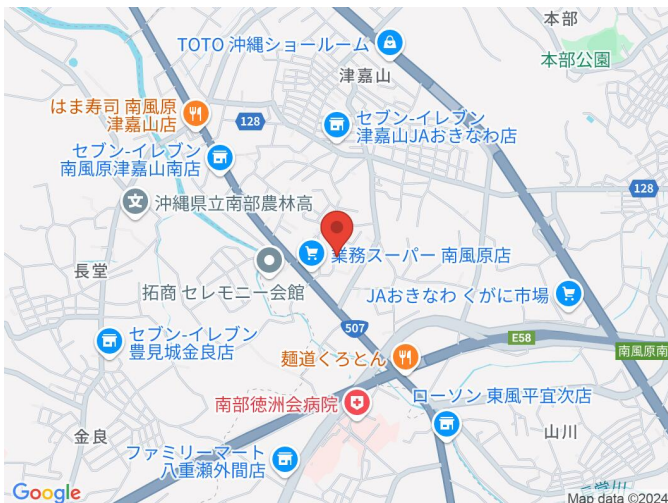 本部
TOTO 沖縄ショールーム
津嘉山
本部公園
はま寿司 南風原
津嘉山店
128
セブン-イレブン
津嘉山JAおきなわ店
セブン-イレブン
南風原津嘉山南店
128
沖縄県立南部農林高
業務スーパー 南風原店
長堂
拓商 セレモニー会館
JAおきなわ くがに市場
507
E58
セブン-イレブン
豊見城金良店
南風原南
麺道くろとん
南部徳洲会病院
ローソン 東風平宜次店
金良
山川
ファミリーマート
八重瀬外間店
Google
Map data ©2024